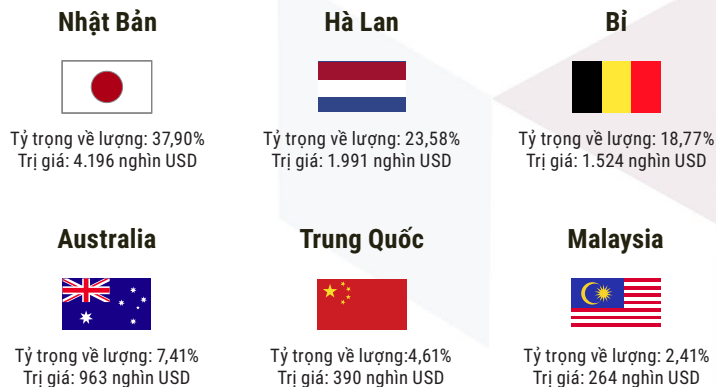 Nhật Bản
Tỷ trọng về lượng: 37,90%
Trị giá: 4.196 nghìn USD
Hà Lan
Tỷ trọng về lượng: 23,58%
Trị giá: 1.991 nghìn USD
Bỉ
Tỷ trọng về lượng: 18,77%
Trị giá: 1.524 nghìn USD
Australia
Tỷ trọng về lượng: 7,41%
Trị giá: 963 nghìn USD
Trung Quốc
Tỷ trọng về lượng:4,61%
Trị giá: 390 nghìn USD
Malaysia
Tỷ trọng về lượng: 2,41%
Trị giá: 264 nghìn USD